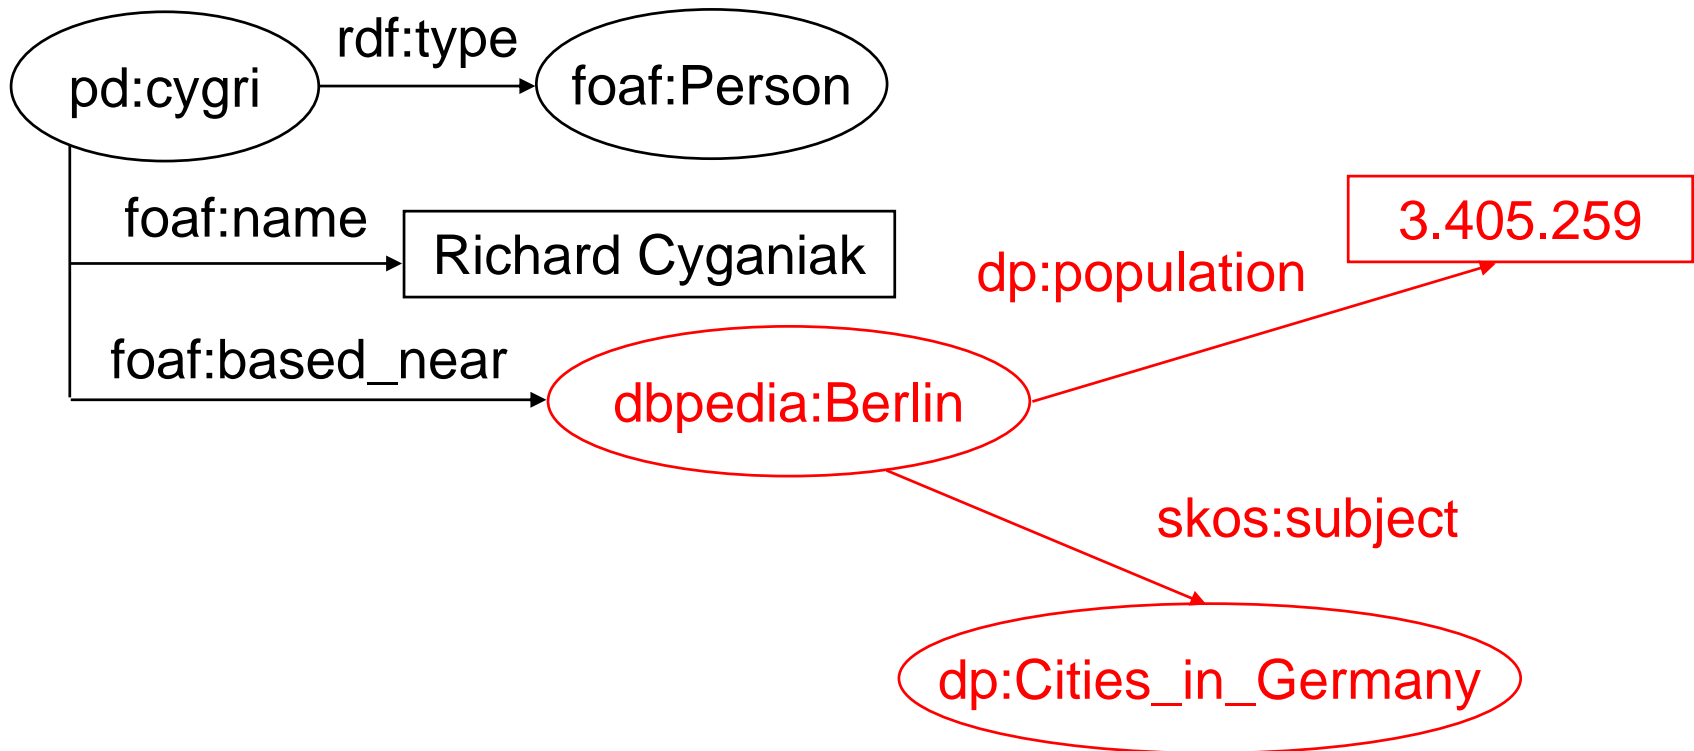 rdf:type
pd:cygri
foaf:Person
foaf:name
Richard Cyganiak
3.405.259
dp:population
foaf:based_near
dbpedia:Berlin
skos:subject
dp:Cities_in_Germany